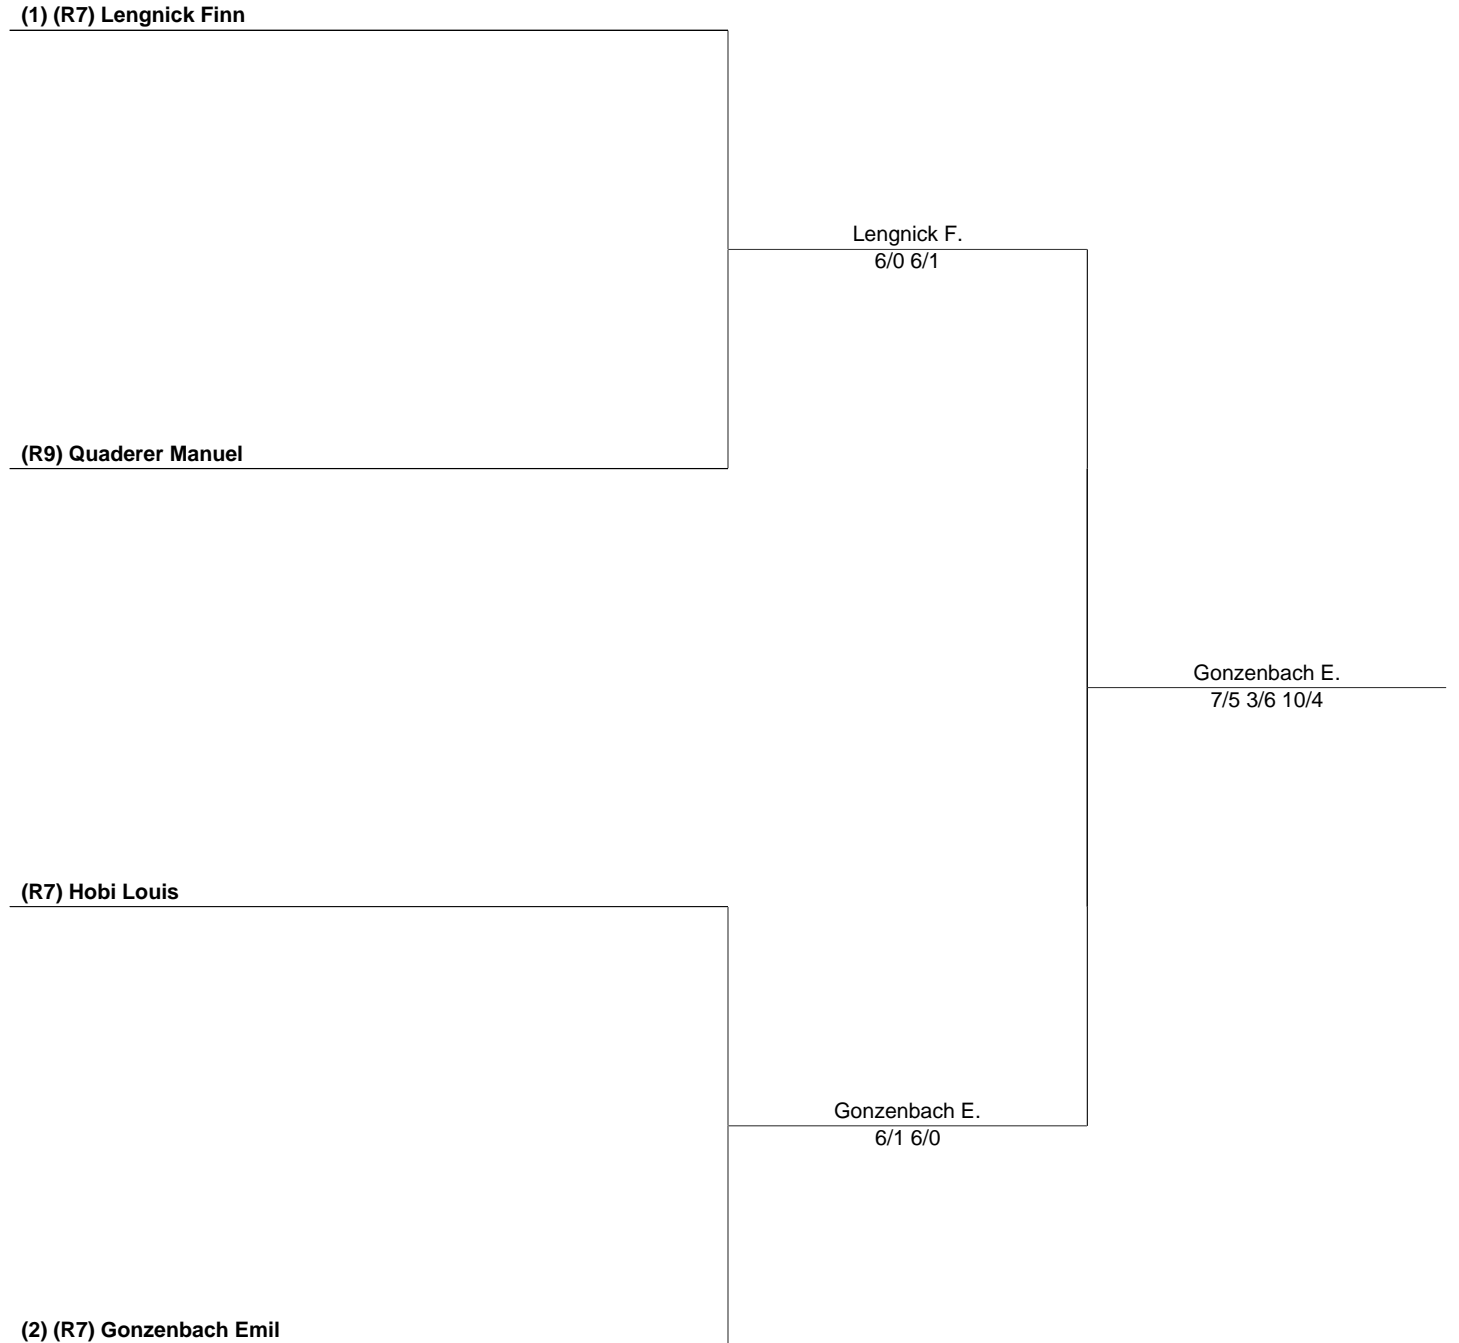 (1) (R7) Lengnick Finn
Lengnick F.
6/0 6/1
(R9) Quaderer Manuel
Gonzenbach E.
7/5 3/6 10/4
(R7) Hobi Louis
Gonzenbach E.
6/1 6/0
(2) (R7) Gonzenbach Emil